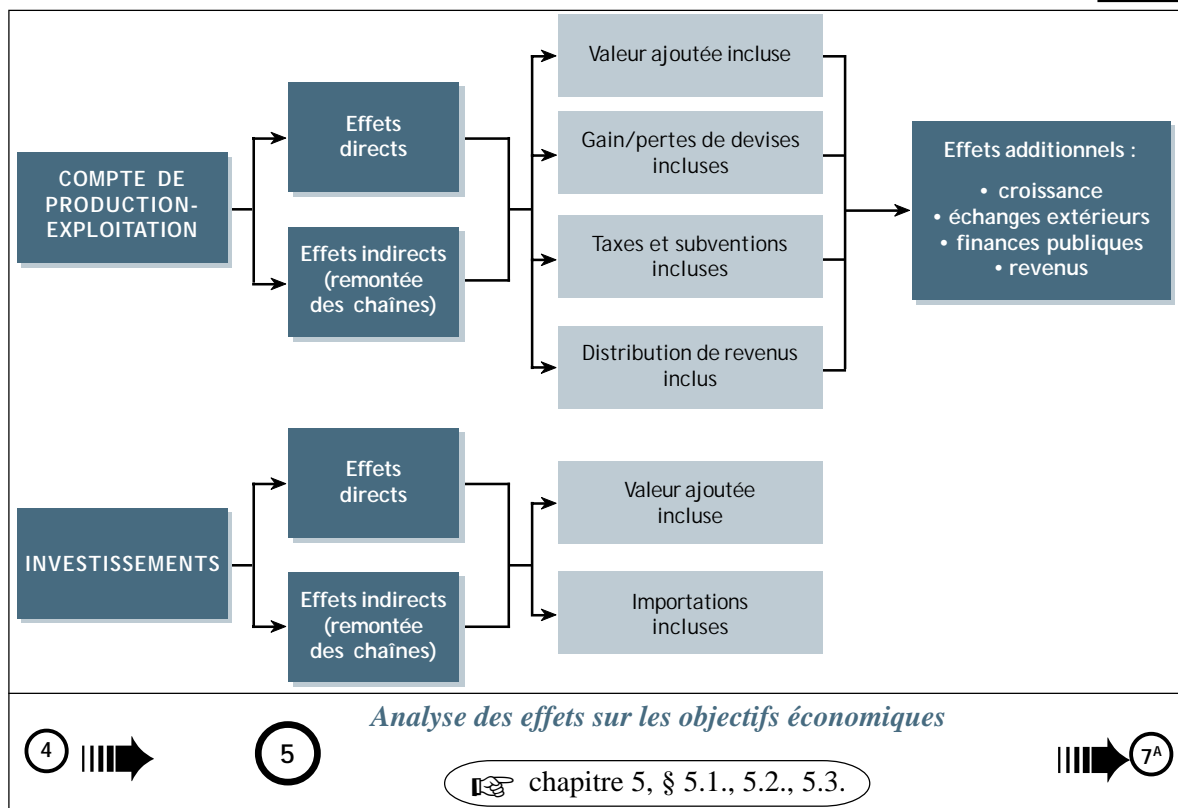 COMPTE DE
PRODUCTION-
EXPLOITATION
Effets
directs
Effets indirects
(remontée
des chaînes)
Valeur ajoutée incluse
Gain/pertes de devises
incluses
Taxes et subventions
incluses
Distribution de revenus
inclus
Effets additionnels :
• croissance
• échanges extérieurs
• finances publiques
• revenus
INVESTISSEMENTS
Effets
directs
Effets indirects
(remontée
des chaînes)
Valeur ajoutée
incluse
Importations
incluses
Analyse des effets sur les objectifs économiques
4
5
chapitre 5, § 5.1., 5.2., 5.3.
7A